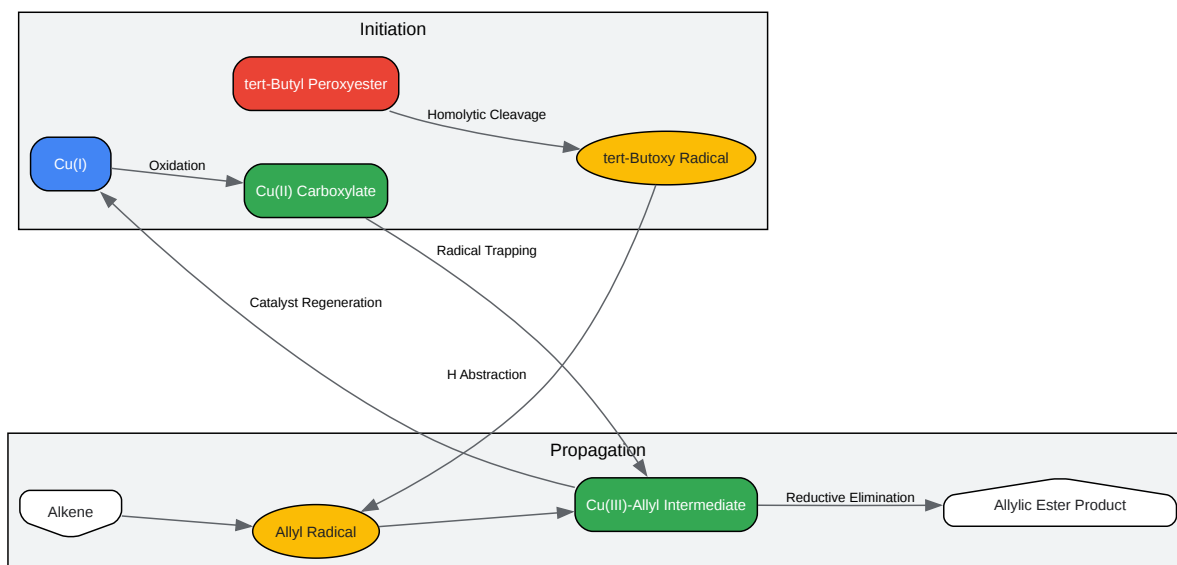 Initiation
tert-Butyl Peroxyester
Homolytic Cleavage
tert-Butoxy Radical
Cu(I)
Oxidation
Cu(II) Carboxylate
Radical Trapping
Catalyst Regeneration
H Abstraction
Propagation
Alkene
Allyl Radical
Cu(III)-Allyl Intermediate
Reductive Elimination
Allylic Ester Product